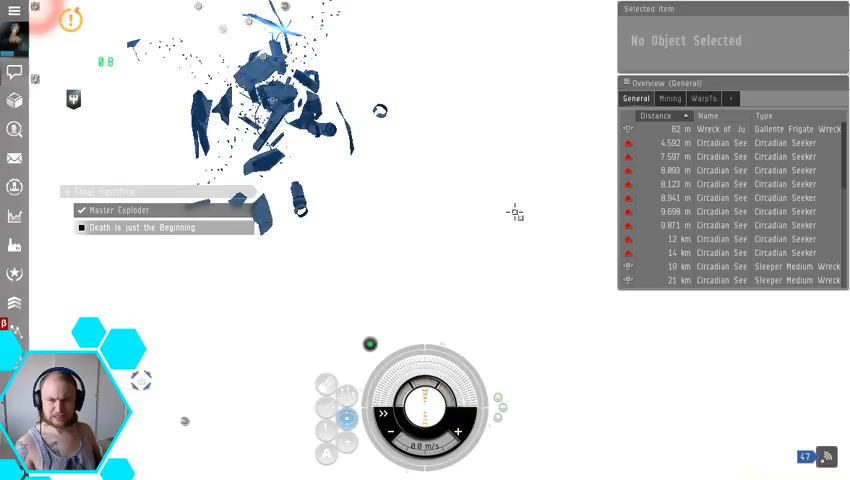 Selected Item
No Object Selected
0.8
Overview (General)
General Mining WarpTo +
Distance Name Type
62 m Wreck of Ju Gallente Frigate Wreck
4.592 m Circadian See Circadian Seeker
7.597 m Circadian See Circadian Seeker
8.093 m Circadian See Circadian Seeker
8.123 m Circadian See Circadian Seeker
8.941 m Circadian See Circadian Seeker
9.698 m Circadian See Circadian Seeker
9.871 m Circadian See Circadian Seeker
12 km Circadian See Circadian Seeker
14 km Circadian See Circadian Seeker
19 km Circadian See Sleeper Medium Wreck
21 km Circadian See Sleeper Medium Wreck
Final Sacrifice
Master Exploder
Death is just the Beginning
β
A
0.0 m/s
47